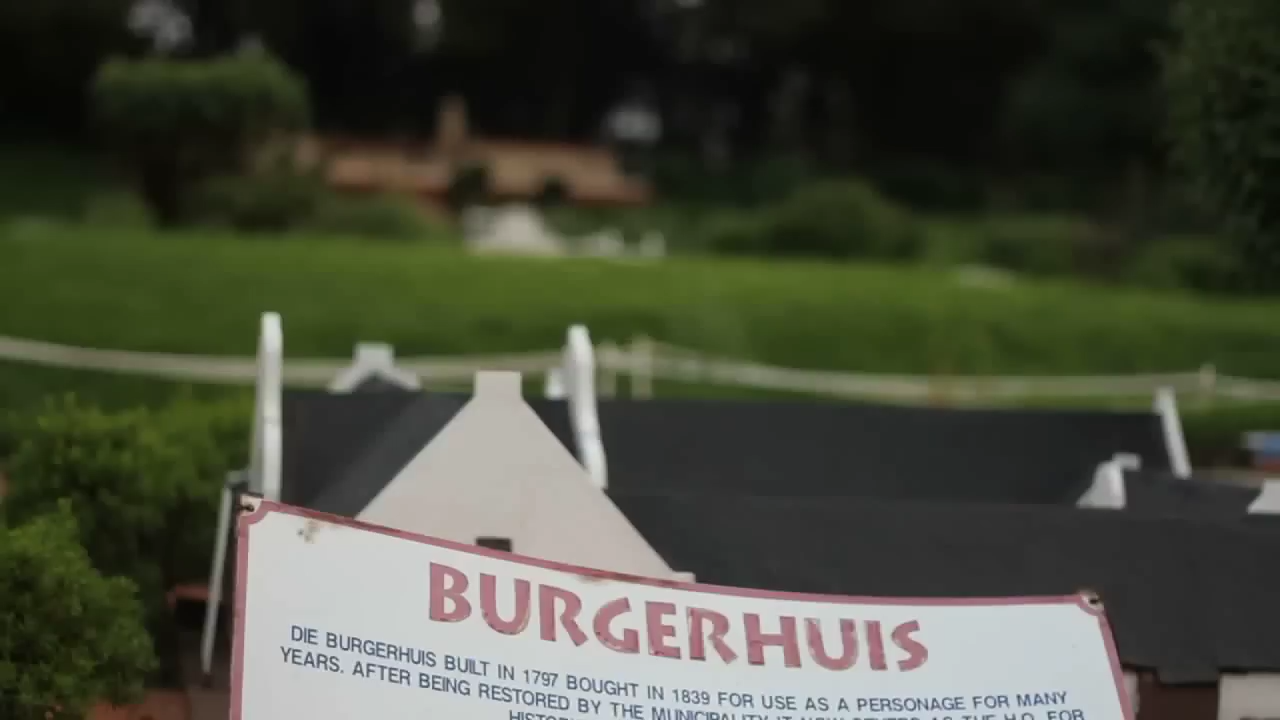 BURGERHUIS
DIE BURGERHUIS BUILT IN 1797 BOUGHT IN 1839 FOR USE AS A PERSONAGE FOR MANY
YEARS. AFTER BEING RESTORED BY THE MUNICIPALITY IT NOW SERVES AS THE H.Q. FOR